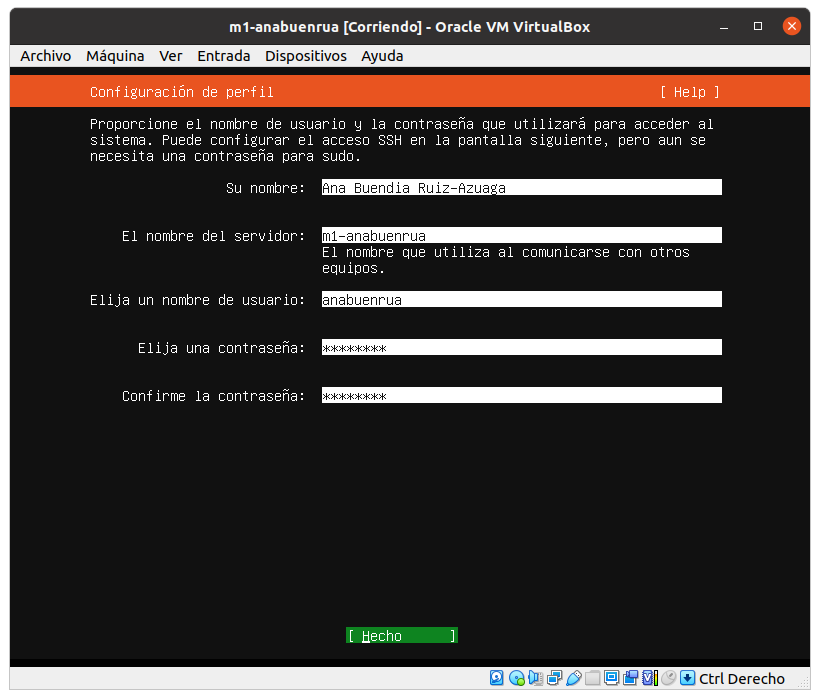 m1-anabuenrua [Corriendo] - Oracle VM VirtualBox
Archivo Máquina Ver Entrada Dispositivos Ayuda
Configuración de perfil [ Help ]
Proporcione el nombre de usuario y la contraseña que utilizará para acceder al
sistema. Puede configurar el acceso SSH en la pantalla siguiente, pero aun se
necesita una contraseña para sudo.
Su nombre: Ana Buendia Ruiz-Azuaga
El nombre del servidor: m1-anabuenrua
El nombre que utiliza al comunicarse con otros
equipos.
Elija un nombre de usuario: anabuenrua
Elija una contraseña: ********
Confirme la contraseña: ********
[ Hecho ]
Ctrl Derecho